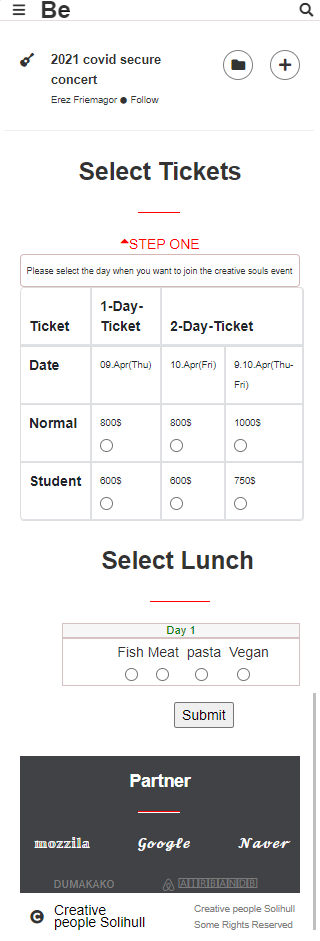 Be
2021 covid secure
concert
Erez Friemagor ● Follow
Select Tickets
STEP ONE
Please select the day when you want to join the creative souls event
Ticket 1-Day-Ticket 2-Day-Ticket
Date 09.Apr(Thu) 10.Apr(Fri) 9.10.Apr(Thu-Fri)
Normal 800$ 800$ 1000$
Student 600$ 600$ 750$
Select Lunch
Day 1
Fish Meat pasta Vegan
Submit
Partner
mozzila Google Naver
DUMAKAKO AIRBANDB
Creative
people Solihull
Creative people Solihull
Some Rights Reserved